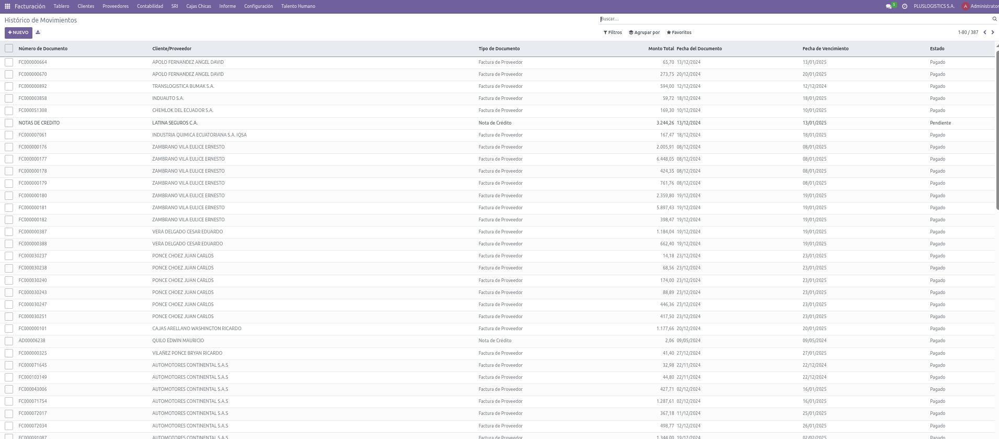 Facturación Tablero Clientes Proveedores Contabilidad SRI Cajas Chicas Informe Configuración Talento Humano 5 PLUSLOGISTICS S.A. A Administrator
Histórico de Movimientos Buscar...
+ NUEVO Filtros Agrupar por Favoritos 1-80 / 387
Número de Documento Cliente/Proveedor Tipo de Documento Monto Total Fecha del Documento Fecha de Vencimiento Estado
FC000000664 APOLO FERNANDEZ ANGEL DAVID Factura de Proveedor 65,70 13/12/2024 13/01/2025 Pagado
FC000000670 APOLO FERNANDEZ ANGEL DAVID Factura de Proveedor 273,75 20/12/2024 20/01/2025 Pagado
FC000000892 TRANSLOGISTICA BUMAK S.A. Factura de Proveedor 594,00 12/12/2024 12/12/2024 Pagado
FC000003858 INDUAUTO S.A. Factura de Proveedor 59,72 18/12/2024 18/01/2025 Pagado
FC000051308 CHEMLOK DEL ECUADOR S.A. Factura de Proveedor 169,30 10/12/2024 10/01/2025 Pagado
NOTAS DE CREDITO LATINA SEGUROS C.A. Nota de Crédito 3.244,26 13/12/2024 13/01/2025 Pendiente
FC000007061 INDUSTRIA QUIMICA ECUATORIANA S.A. IQSA Factura de Proveedor 167,47 18/12/2024 18/01/2025 Pagado
FC000000176 ZAMBRANO VILA EULICE ERNESTO Factura de Proveedor 2.005,91 08/12/2024 08/01/2025 Pagado
FC000000177 ZAMBRANO VILA EULICE ERNESTO Factura de Proveedor 6.448,05 08/12/2024 08/01/2025 Pagado
FC000000178 ZAMBRANO VILA EULICE ERNESTO Factura de Proveedor 424,35 08/12/2024 08/01/2025 Pagado
FC000000179 ZAMBRANO VILA EULICE ERNESTO Factura de Proveedor 761,76 08/12/2024 08/01/2025 Pagado
FC000000180 ZAMBRANO VILA EULICE ERNESTO Factura de Proveedor 2.359,80 19/12/2024 19/01/2025 Pagado
FC000000181 ZAMBRANO VILA EULICE ERNESTO Factura de Proveedor 5.897,43 19/12/2024 19/01/2025 Pagado
FC000000182 ZAMBRANO VILA EULICE ERNESTO Factura de Proveedor 398,47 19/12/2024 19/01/2025 Pagado
FC000000387 VERA DELGADO CESAR EDUARDO Factura de Proveedor 1.184,04 19/12/2024 19/01/2025 Pagado
FC000000388 VERA DELGADO CESAR EDUARDO Factura de Proveedor 662,40 19/12/2024 19/01/2025 Pagado
FC000030237 PONCE CHOEZ JUAN CARLOS Factura de Proveedor 14,18 23/12/2024 23/01/2025 Pagado
FC000030238 PONCE CHOEZ JUAN CARLOS Factura de Proveedor 68,56 23/12/2024 23/01/2025 Pagado
FC000030240 PONCE CHOEZ JUAN CARLOS Factura de Proveedor 174,00 23/12/2024 23/01/2025 Pagado
FC000030243 PONCE CHOEZ JUAN CARLOS Factura de Proveedor 88,89 23/12/2024 23/01/2025 Pagado
FC000030247 PONCE CHOEZ JUAN CARLOS Factura de Proveedor 446,36 23/12/2024 23/01/2025 Pagado
FC000030251 PONCE CHOEZ JUAN CARLOS Factura de Proveedor 417,50 23/12/2024 23/01/2025 Pagado
FC000000101 CAJAS ARELLANO WASHINGTON RICARDO Factura de Proveedor 1.177,66 20/12/2024 20/01/2025 Pagado
AD00006238 QUILO EDWIN MAURICIO Nota de Crédito 2,06 09/05/2024 09/05/2024 Pagado
FC000000325 VILAÑEZ PONCE BRYAN RICARDO Factura de Proveedor 41,40 27/12/2024 27/01/2025 Pagado
FC000071645 AUTOMOTORES CONTINENTAL S.A.S Factura de Proveedor 32,98 22/11/2024 22/12/2024 Pagado
FC000103149 AUTOMOTORES CONTINENTAL S.A.S Factura de Proveedor 44,80 22/11/2024 22/12/2024 Pagado
FC000043006 AUTOMOTORES CONTINENTAL S.A.S Factura de Proveedor 427,71 02/12/2024 16/01/2025 Pagado
FC000071754 AUTOMOTORES CONTINENTAL S.A.S Factura de Proveedor 1.287,61 02/12/2024 16/01/2025 Pagado
FC000072017 AUTOMOTORES CONTINENTAL S.A.S Factura de Proveedor 367,18 11/12/2024 25/01/2025 Pagado
FC000072034 AUTOMOTORES CONTINENTAL S.A.S Factura de Proveedor 498,77 12/12/2024 26/01/2025 Pagado
FC000091087 AUTOMOTORES CONTINENTAL S.A.S Factura de Proveedor 1.344,00 19/12/2024 02/02/2025 Pagado